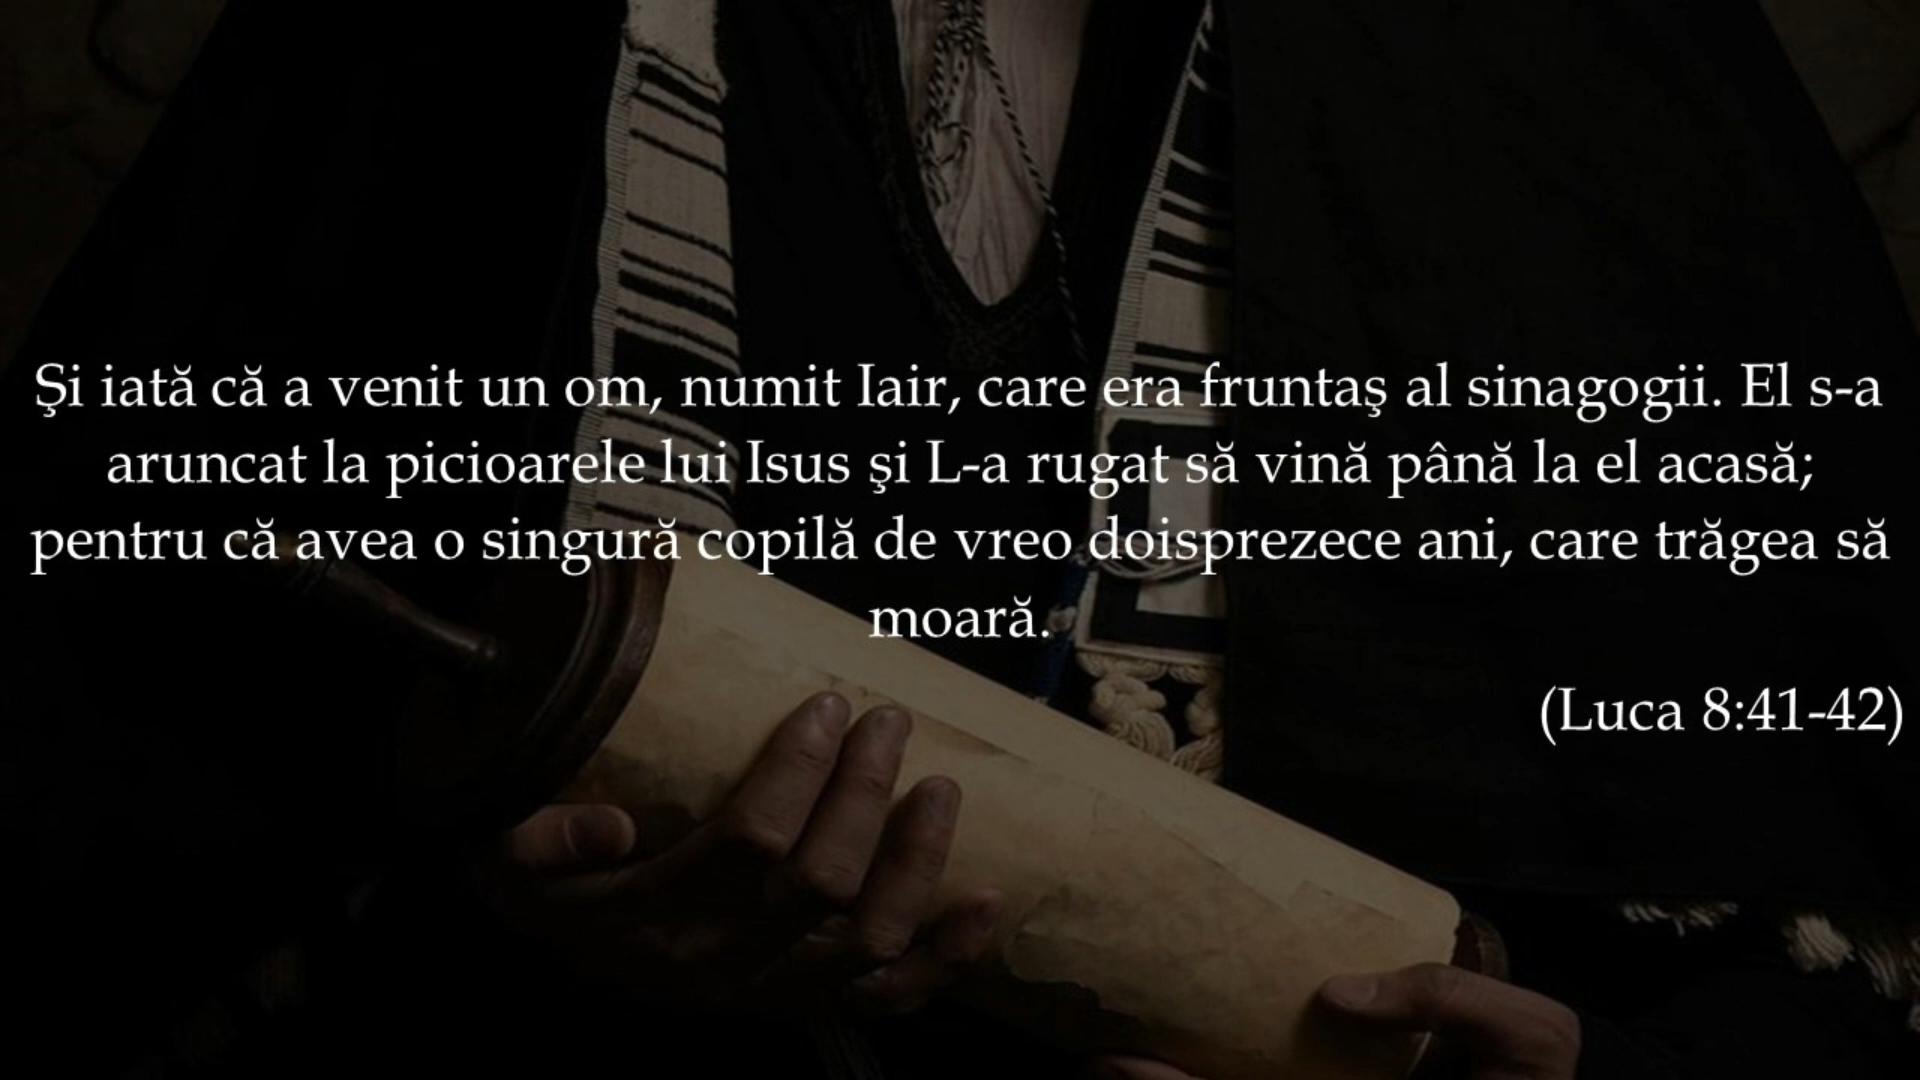 Şi iată că a venit un om, numit Iair, care era fruntaş al sinagogii. El s-a
aruncat la picioarele lui Isus şi L-a rugat să vină până la el acasă;
pentru că avea o singură copilă de vreo doisprezece ani, care trăgea să
moară.
(Luca 8:41-42)